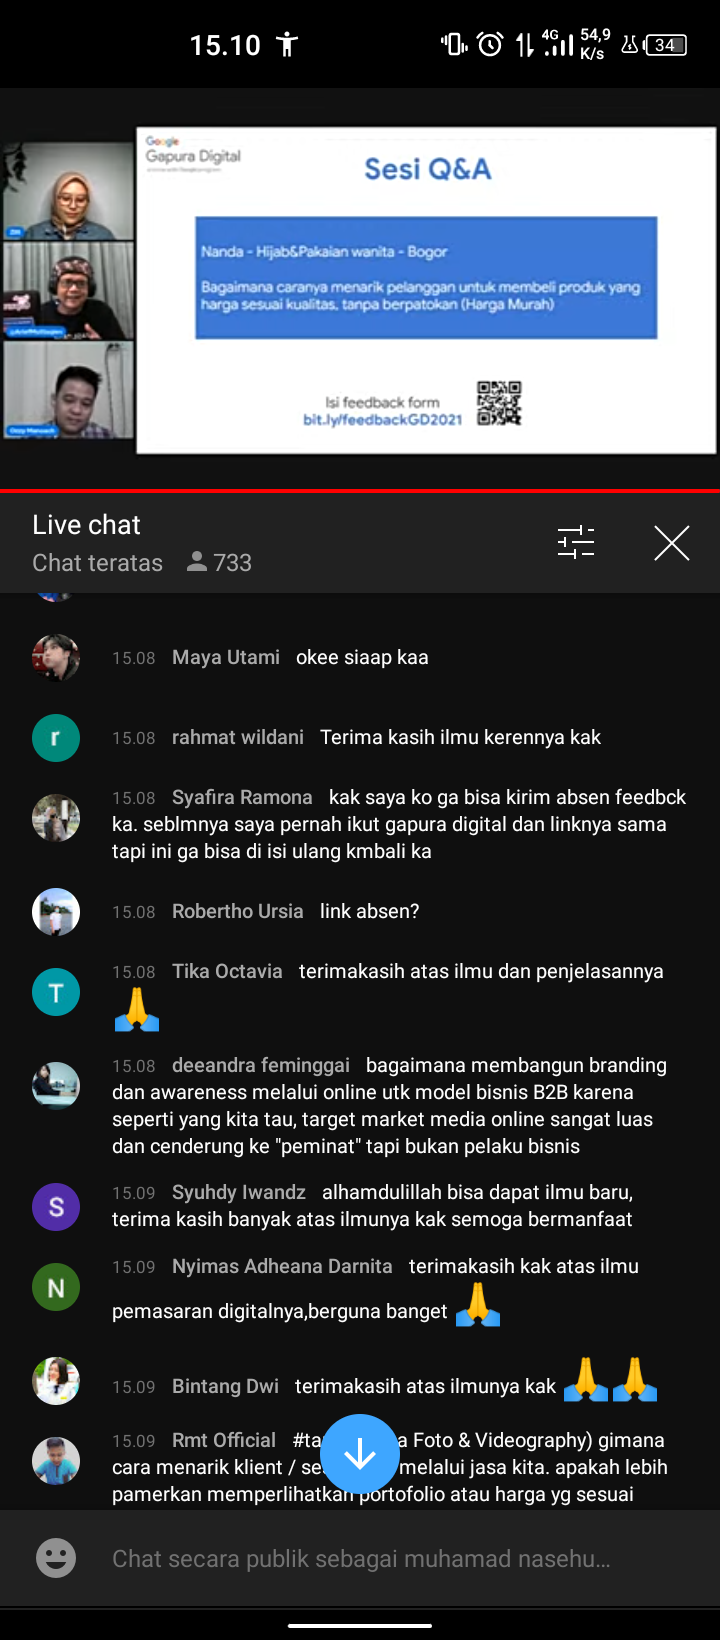 15.10
4G
54,9
K/s
34
Google
Gapura Digital
Sesi Q&A
Nanda - Hijab&Pakaian wanita - Bogor
Bagaimana caranya menarik pelanggan untuk membeli produk yang
harga sesuai kualitas, tanpa berpatokan (Harga Murah)
Isi feedback form
bit.ly/feedbackGD2021
Live chat
Chat teratas 733
15.08 Maya Utami okee siaap kaa
r
15.08 rahmat wildani Terima kasih ilmu kerennya kak
15.08 Syafira Ramona kak saya ko ga bisa kirim absen feedbck
ka. seblmnya saya pernah ikut gapura digital dan linknya sama
tapi ini ga bisa di isi ulang kmbali ka
15.08 Robertho Ursia link absen?
T
15.08 Tika Octavia terimakasih atas ilmu dan penjelasannya
🙏
15.08 deeandra feminggai bagaimana membangun branding
dan awareness melalui online utk model bisnis B2B karena
seperti yang kita tau, target market media online sangat luas
dan cenderung ke "peminat" tapi bukan pelaku bisnis
S
15.09 Syuhdy Iwandz alhamdulillah bisa dapat ilmu baru,
terima kasih banyak atas ilmunya kak semoga bermanfaat
N
15.09 Nyimas Adheana Darnita terimakasih kak atas ilmu
pemasaran digitalnya,berguna banget 🙏
15.09 Bintang Dwi terimakasih atas ilmunya kak 🙏🙏
15.09 Rmt Official Foto & Videography) gimana
cara menarik klient / melalui jasa kita. apakah lebih
pamerkan memperlihatkan portofolio atau harga yg sesuai
Chat secara publik sebagai muhamad nasehu...